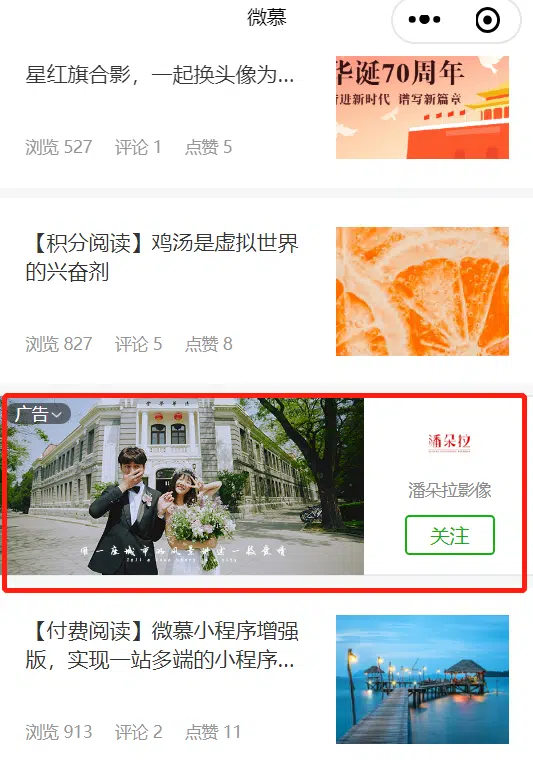 微慕
星红旗合影，一起换头像为...
浏览 527 评论 1 点赞 5
华诞70周年
奋进新时代 谱写新篇章
【积分阅读】鸡汤是虚拟世界
的兴奋剂
浏览 827 评论 5 点赞 8
广告
潘朵拉
潘朵拉影像
关注
用一座城市的风景讲述一段爱情
【付费阅读】微慕小程序增强
版，实现一站多端的小程序...
浏览 913 评论 2 点赞 11